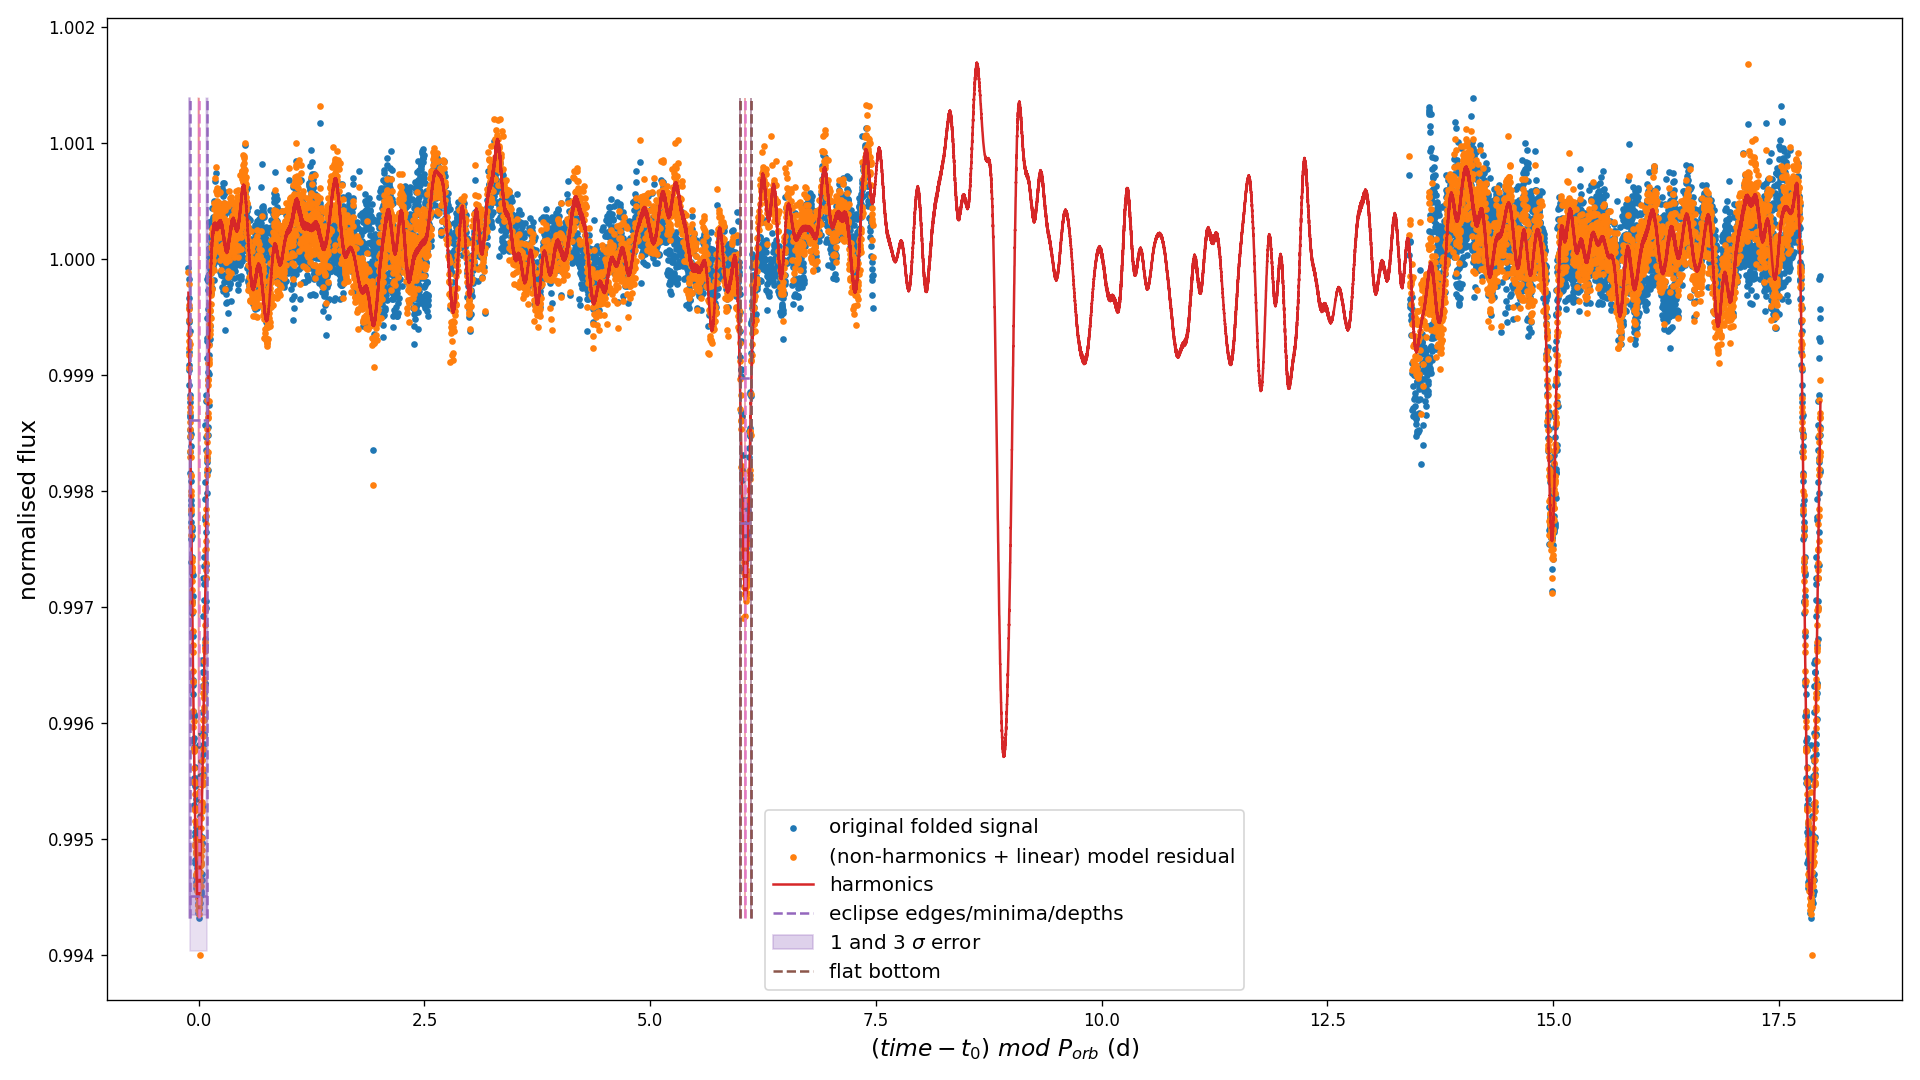 1.002
1.001
1.000
0.999
0.998
0.997
0.996
0.995
0.994
normalised flux
original folded signal
(non-harmonics + linear) model residual
harmonics
eclipse edges/minima/depths
1 and 3 σ error
flat bottom
0.0 2.5 5.0 7.5 10.0 12.5 15.0 17.5
(time − t₀) mod Pₒᵣb (d)